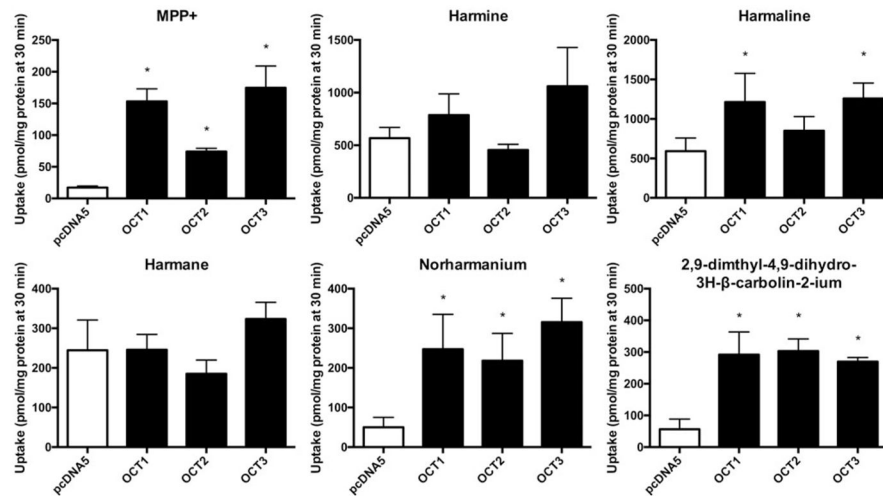 MPP+
Uptake (pmol/mg protein at 30 min)
250
200
150
100
50
0
*
*
*
pcDNA5
OCT1
OCT2
OCT3
Harmine
Uptake (pmol/mg protein at 30 min)
1500
1000
500
0
pcDNA5
OCT1
OCT2
OCT3
Harmaline
Uptake (pmol/mg protein at 30 min)
2000
1500
1000
500
0
*
*
pcDNA5
OCT1
OCT2
OCT3
Harmane
Uptake (pmol/mg protein at 30 min)
400
300
200
100
0
pcDNA5
OCT1
OCT2
OCT3
Norharmanium
Uptake (pmol/mg protein at 30 min)
400
300
200
100
0
*
*
*
pcDNA5
OCT1
OCT2
OCT3
2,9-dimthyl-4,9-dihydro-
3H-β-carbolin-2-ium
Uptake (pmol/mg protein at 30 min)
500
400
300
200
100
0
*
*
*
pcDNA5
OCT1
OCT2
OCT3